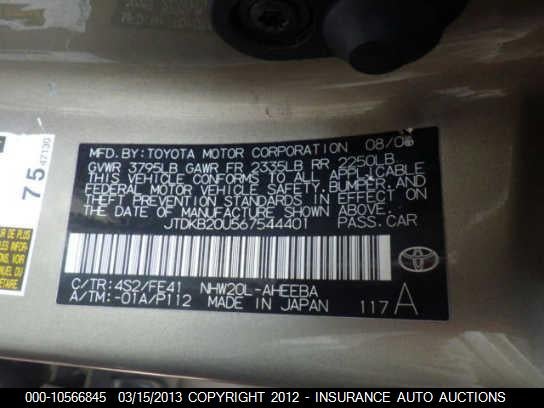 MFD. BY: TOYOTA MOTOR CORPORATION 08/06
GVWR 3795LB GAWR FR 2335LB RR 2250LB
THIS VEHICLE CONFORMS TO ALL APPLICABLE
FEDERAL MOTOR VEHICLE SAFETY, BUMPER, AND
THEFT PREVENTION STANDARDS IN EFFECT
ON THE DATE OF MANUFACTURE SHOWN ABOVE.
JTDKB20U567544401 PASS. CAR
C/TR: 4S2/FE41 NHW20L-AHEEBA
A/TM: -01A/P112 MADE IN JAPAN
TOYOTA
117 A
75
47130
000-10566845 03/15/2013 COPYRIGHT 2012 - INSURANCE AUTO AUCTIONS